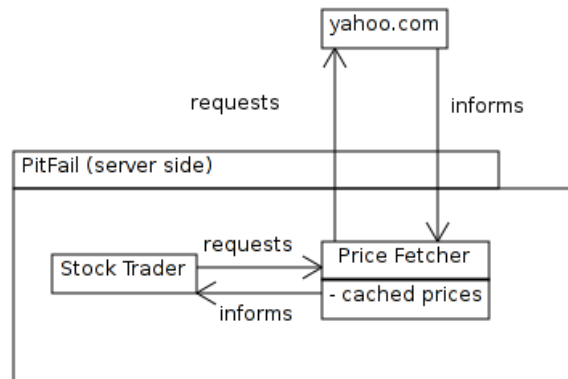 yahoo.com
requests
informs
PitFail (server side)
requests
Stock Trader
Price Fetcher
- cached prices
informs